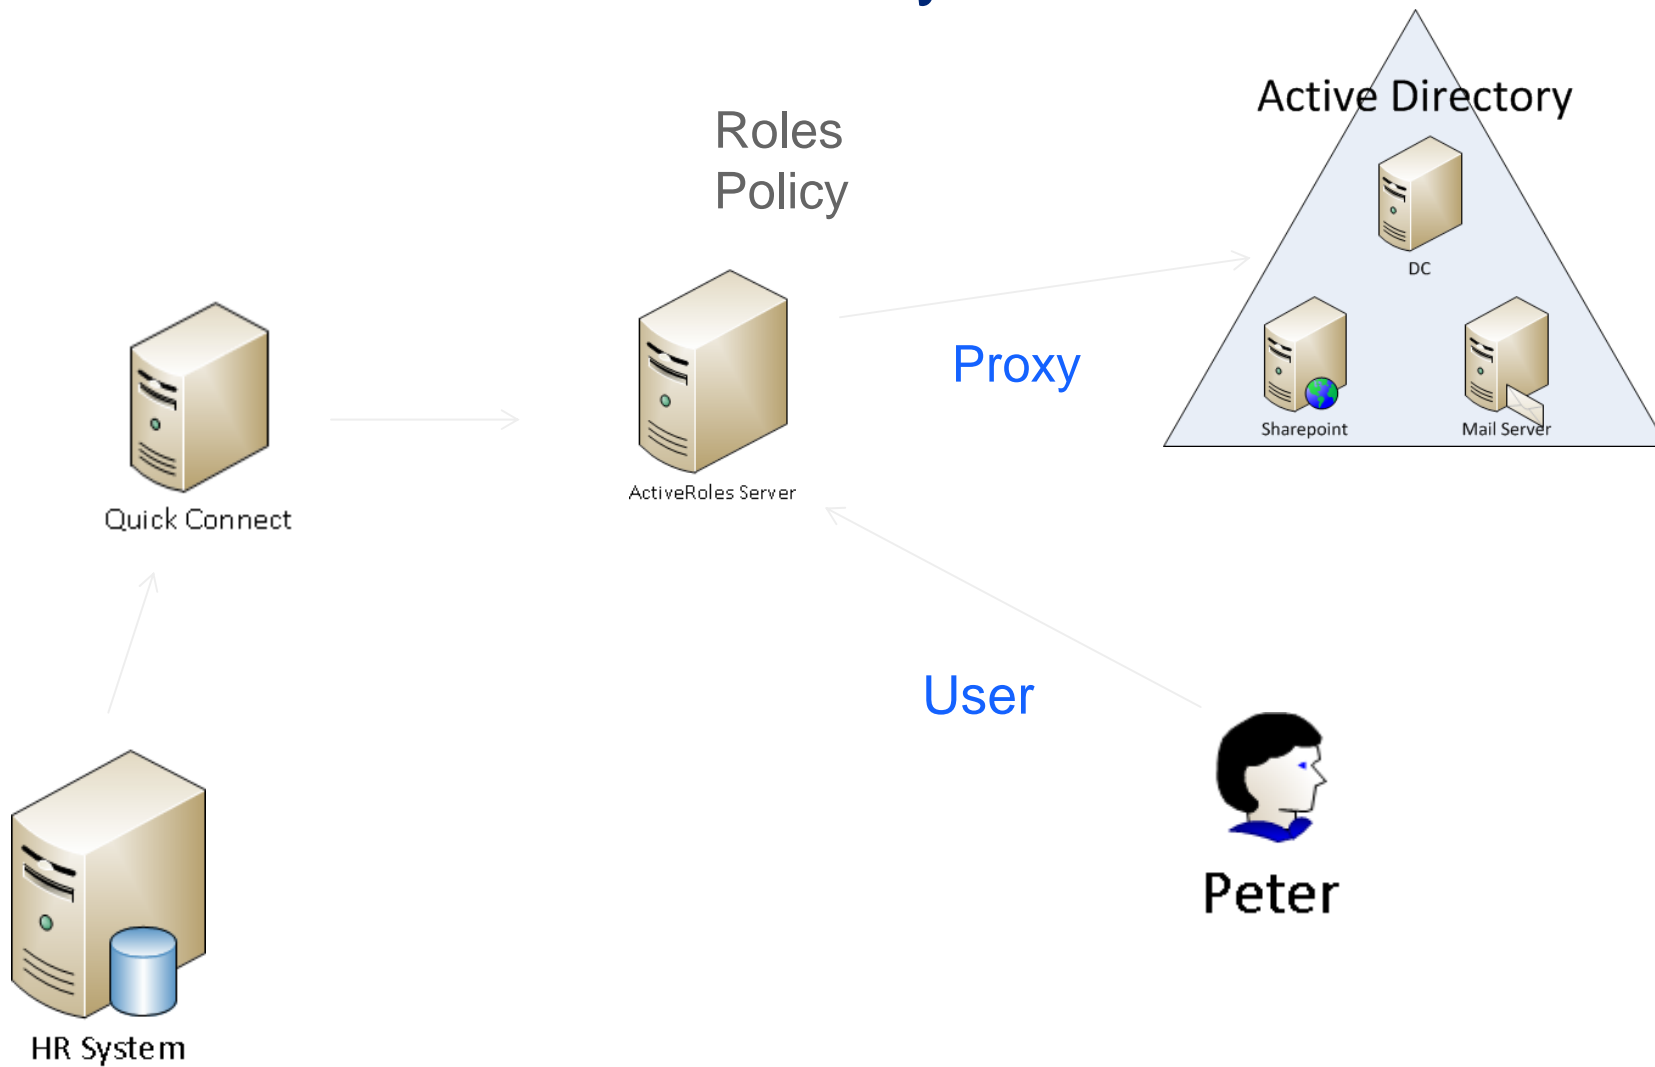 Active Directory
Roles
Policy
DC
Proxy
Sharepoint
Mail Server
ActiveRoles Server
Quick Connect
User
Peter
HR System